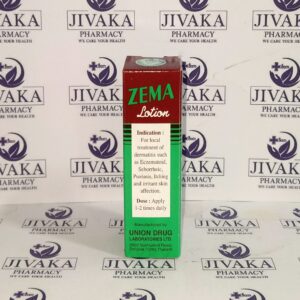 JIVAKA
PHARMACY
WE CARE YOUR HEALTH
ZEMA
Lotion
Indication :
For local
treatment of
dermatitis such
as Eczematoid,
Seborrheic,
Psoriasis, Itching
and irritant skin
affection.
Dose : Apply
1-2 times daily
Manufactured by
UNION DRUG
LABORATORIES LTD.